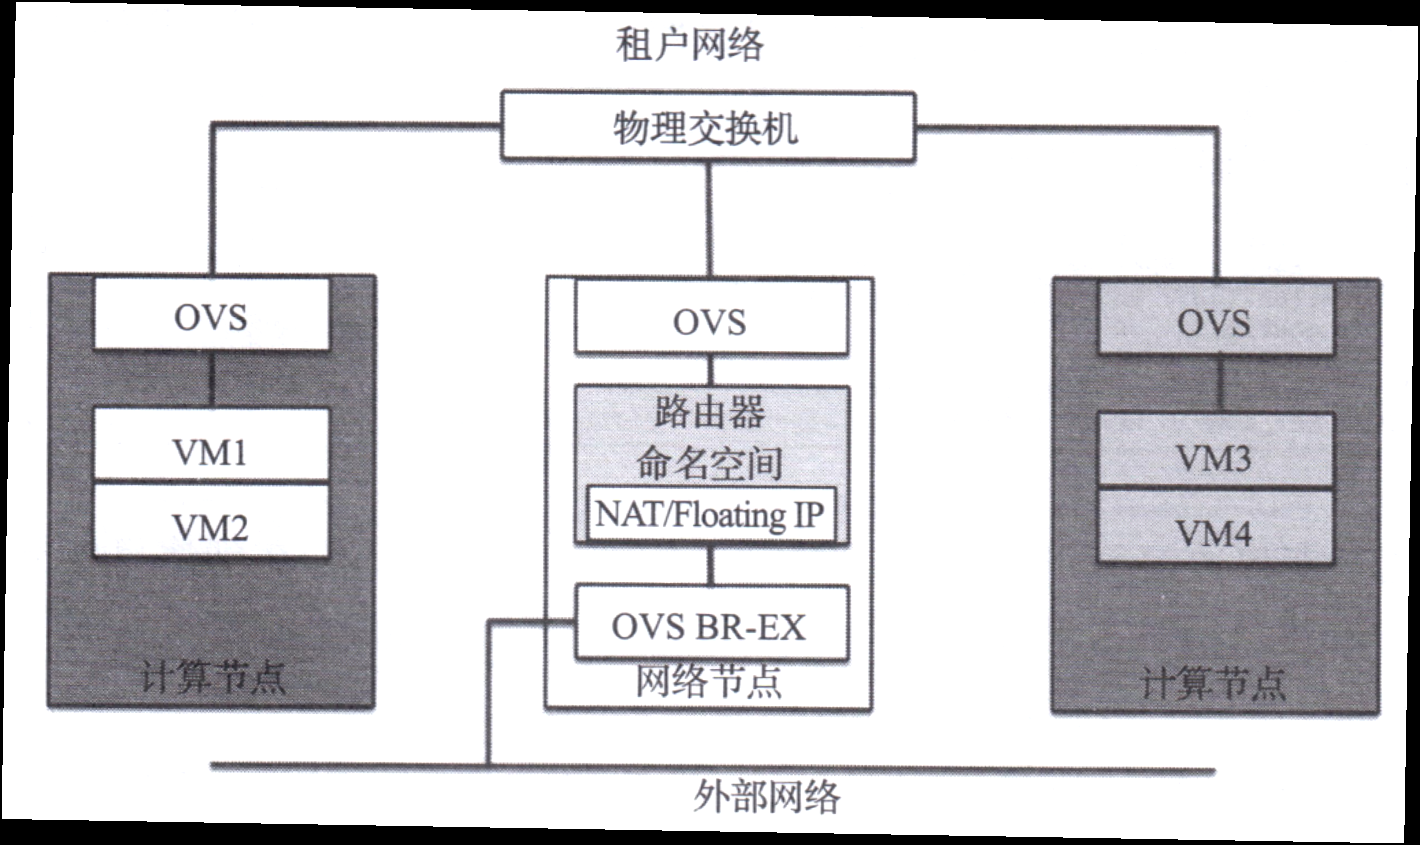 租户网络
物理交换机
OVS
VM1
VM2
计算节点
OVS
路由器
命名空间
NAT/Floating IP
OVS BR-EX
网络节点
OVS
VM3
VM4
计算节点
外部网络